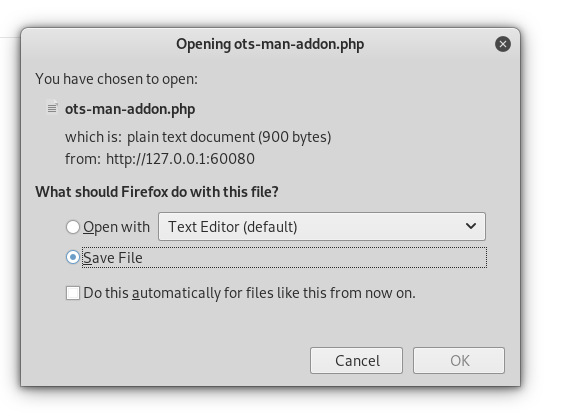 Opening ots-man-addon.php
You have chosen to open:
ots-man-addon.php
which is: plain text document (900 bytes)
from: http://127.0.0.1:60080
What should Firefox do with this file?
Open with Text Editor (default)
Save File
Do this automatically for files like this from now on.
Cancel OK